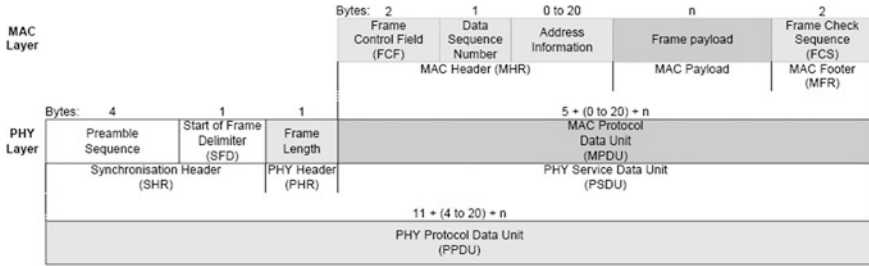 Bytes: 2 1 0 to 20 n 2
MAC
Layer
Frame
Control Field
(FCF)
Data
Sequence
Number
Address
Information
Frame payload
Frame Check
Sequence
(FCS)
MAC Header (MHR)
MAC Payload
MAC Footer
(MFR)
Bytes: 4 1 1 5 + (0 to 20) + n
PHY
Layer
Preamble
Sequence
Start of Frame
Delimiter
(SFD)
Frame
Length
MAC Protocol
Data Unit
(MPDU)
Synchronisation Header
(SHR)
PHY Header
(PHR)
PHY Service Data Unit
(PSDU)
11 + (4 to 20) + n
PHY Protocol Data Unit
(PPDU)